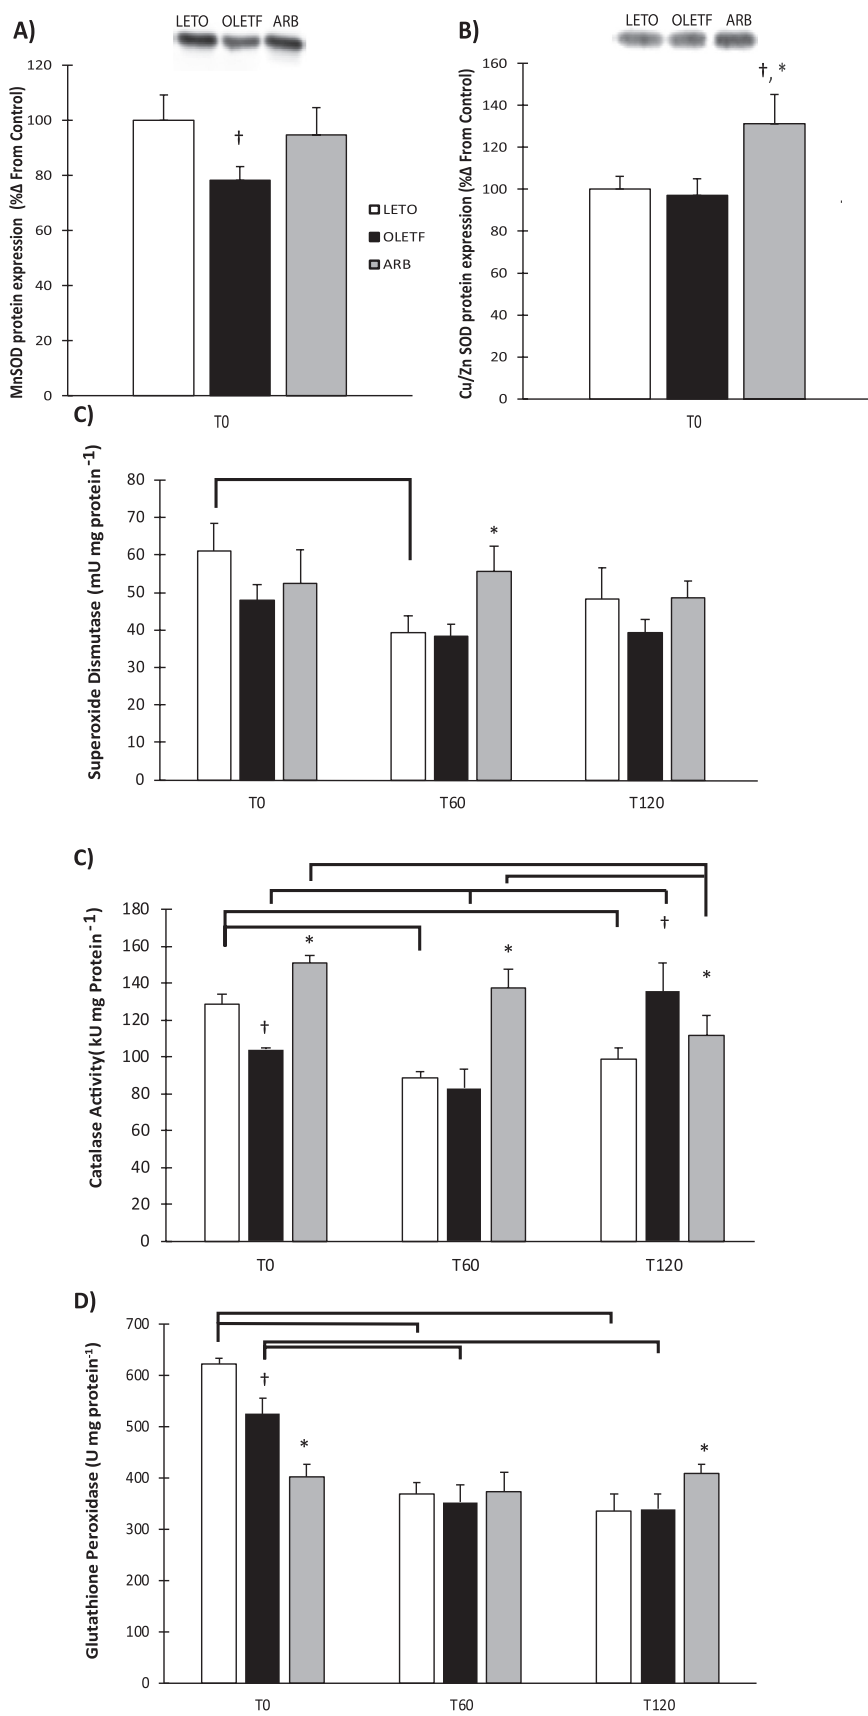 A)
LETO OLETF ARB
MnSOD protein expression (%Δ From Control)
120
100
80
60
40
20
0
†
LETO
OLETF
ARB
T0
B)
LETO OLETF ARB
Cu/Zn SOD protein expression (%Δ From Control)
160
140
120
100
80
60
40
20
0
†, *
T0
C)
Superoxide Dismutase (mU mg protein-1)
80
70
60
50
40
30
20
10
0
*
T0 T60 T120
C)
Catalase Activity( kU mg Protein-1)
180
160
140
120
100
80
60
40
20
0
†
*
*
†
*
T0 T60 T120
D)
Glutathione Peroxidase (U mg protein-1)
700
600
500
400
300
200
100
0
†
*
*
T0 T60 T120